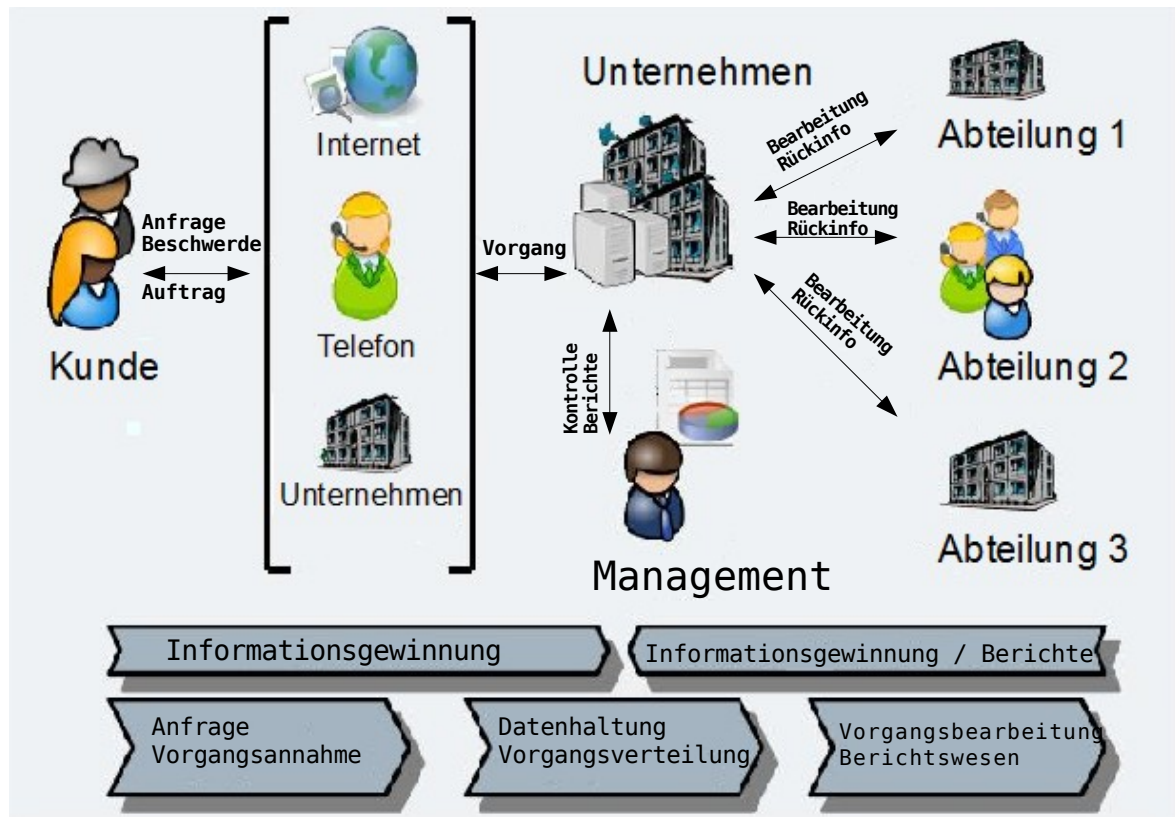 Internet
Telefon
Unternehmen
Kunde
Anfrage
Beschwerde
Auftrag
Vorgang
Unternehmen
Kontrolle
Berichte
Management
Bearbeitung
Rückinfo
Abteilung 1
Bearbeitung
Rückinfo
Abteilung 2
Bearbeitung
Rückinfo
Abteilung 3
Informationsgewinnung
Informationsgewinnung / Berichte
Anfrage
Vorgangsannahme
Datenhaltung
Vorgangsverteilung
Vorgangsbearbeitung
Berichtswesen